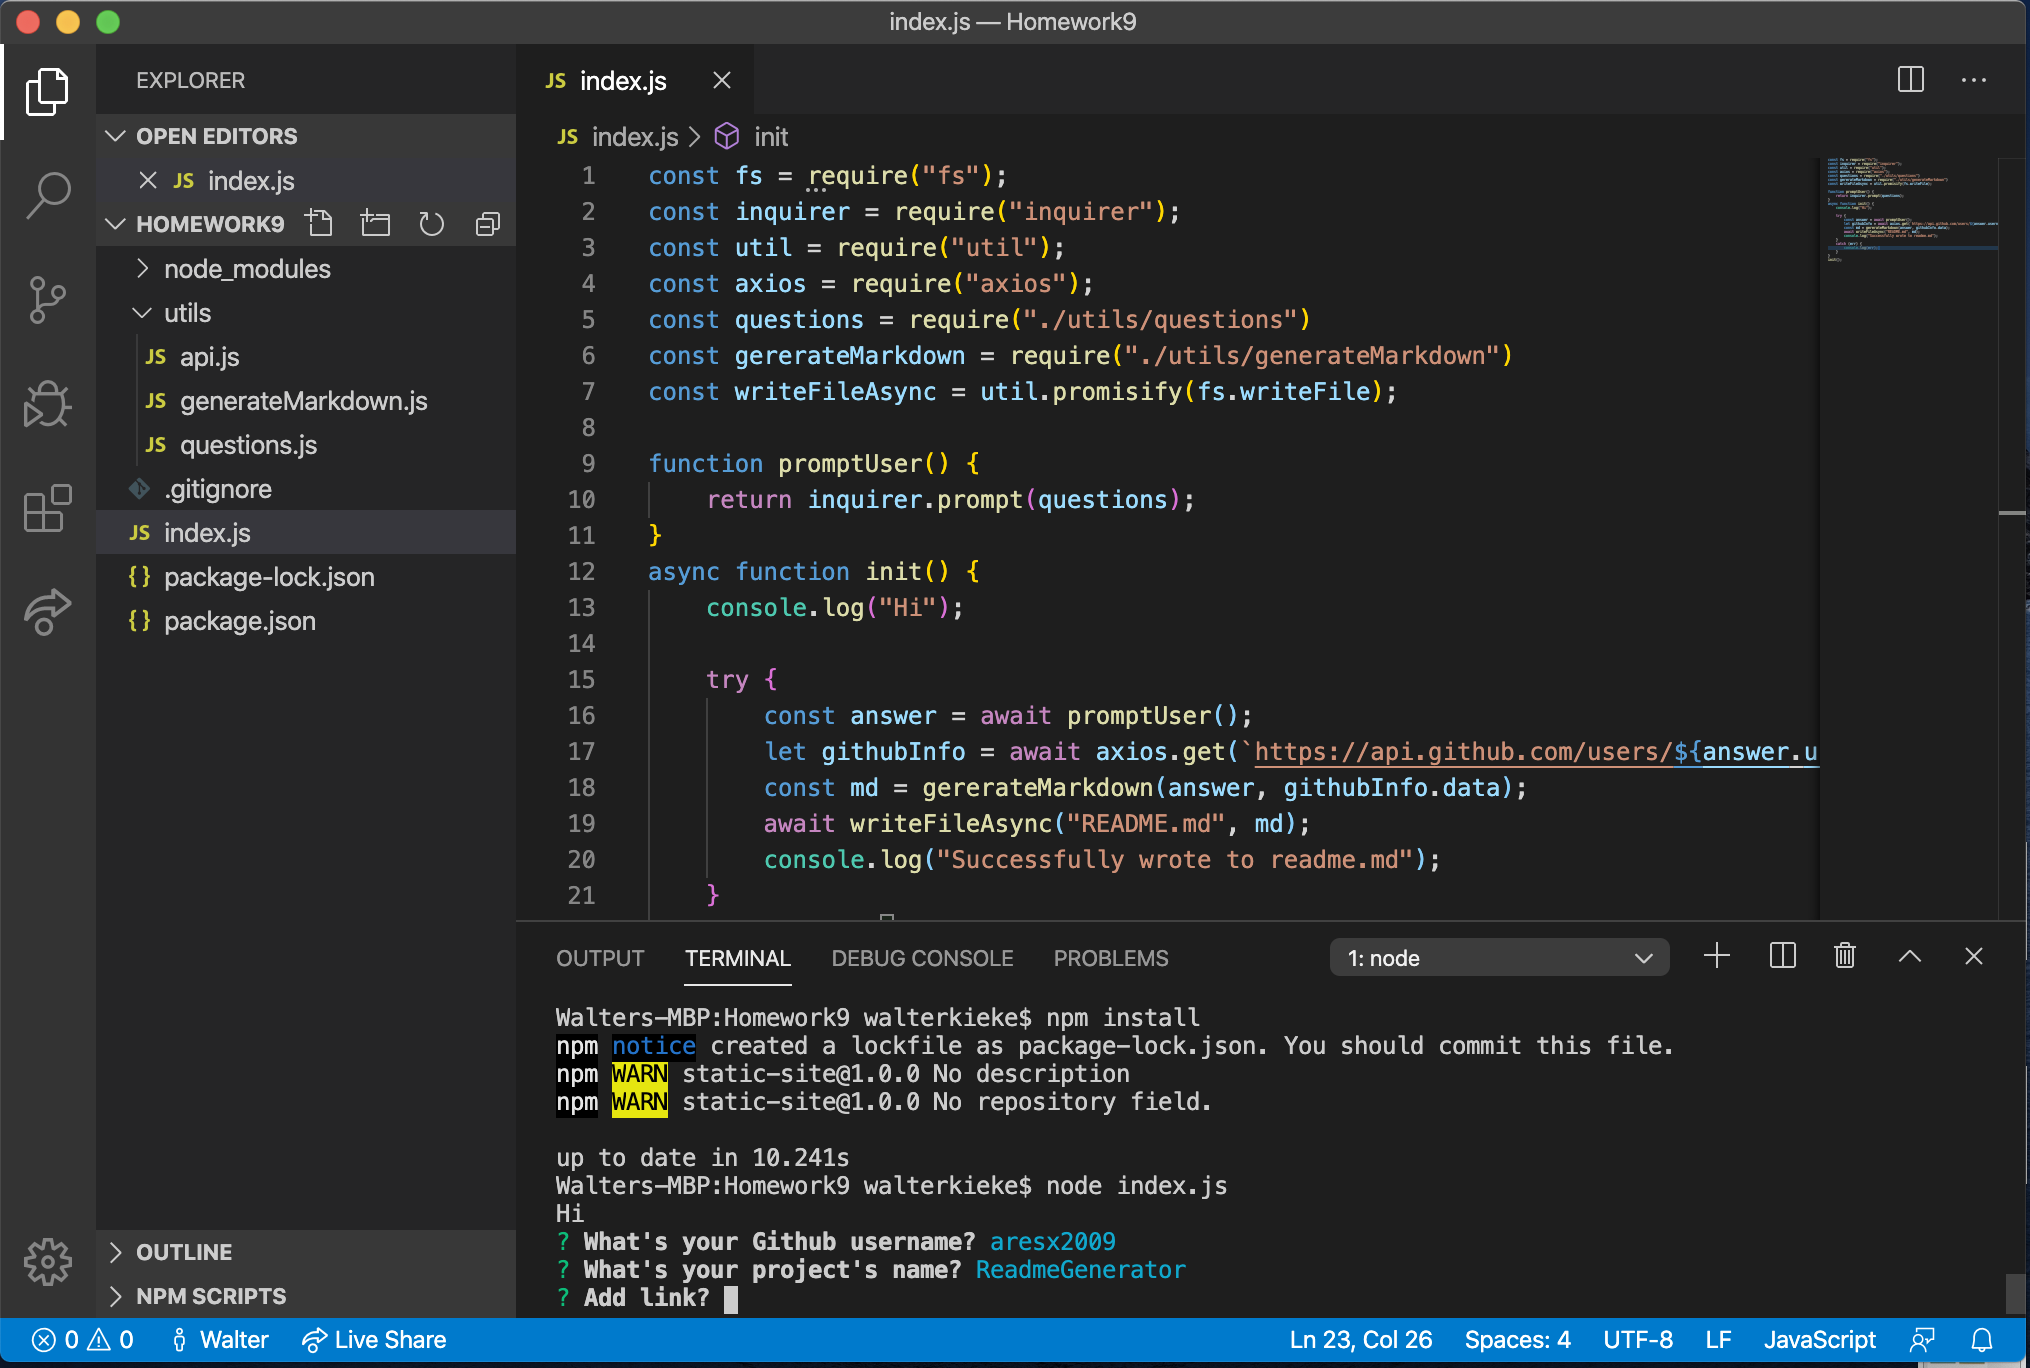 index.js — Homework9
EXPLORER
OPEN EDITORS
JS index.js
HOMEWORK9
node_modules
utils
JS api.js
JS generateMarkdown.js
JS questions.js
.gitignore
JS index.js
{} package-lock.json
{} package.json
OUTLINE
NPM SCRIPTS
JS index.js
JS index.js > init
1 const fs = require("fs");
2 const inquirer = require("inquirer");
3 const util = require("util");
4 const axios = require("axios");
5 const questions = require("./utils/questions")
6 const gererateMarkdown = require("./utils/generateMarkdown")
7 const writeFileAsync = util.promisify(fs.writeFile);
8
9 function promptUser() {
10 return inquirer.prompt(questions);
11 }
12 async function init() {
13 console.log("Hi");
14
15 try {
16 const answer = await promptUser();
17 let githubInfo = await axios.get(`https://api.github.com/users/${answer.u
18 const md = gererateMarkdown(answer, githubInfo.data);
19 await writeFileAsync("README.md", md);
20 console.log("Successfully wrote to readme.md");
21 }
OUTPUT TERMINAL DEBUG CONSOLE PROBLEMS 1: node
Walters-MBP:Homework9 walterkieke$ npm install
npm notice created a lockfile as package-lock.json. You should commit this file.
npm WARN static-site@1.0.0 No description
npm WARN static-site@1.0.0 No repository field.
up to date in 10.241s
Walters-MBP:Homework9 walterkieke$ node index.js
Hi
? What's your Github username? aresx2009
? What's your project's name? ReadmeGenerator
? Add link?
0 0 Walter Live Share Ln 23, Col 26 Spaces: 4 UTF-8 LF JavaScript